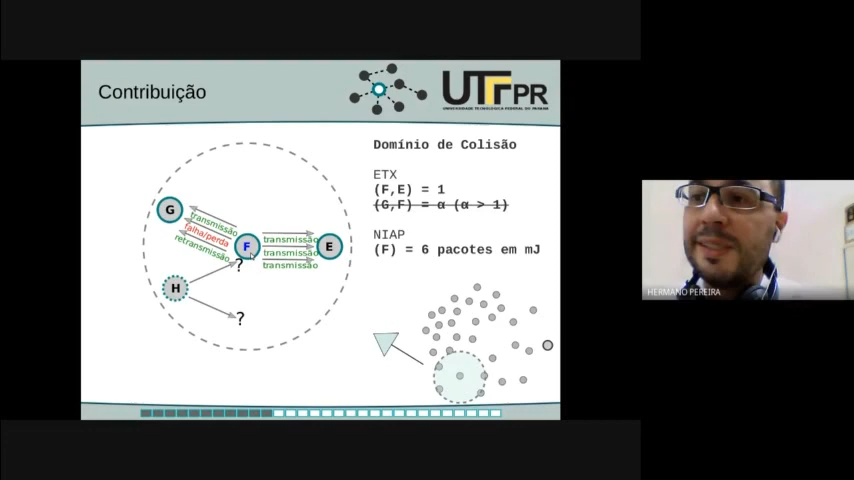 Contribuição
UTFPR
UNIVERSIDADE TECNOLÓGICA FEDERAL DO PARANÁ
Domínio de Colisão
ETX
(F,E) = 1
(G,F) = α (α > 1)
NIAP
(F) = 6 pacotes em mJ
G
transmissão
falha/perda
retransmissão
F
transmissão
transmissão
transmissão
E
?
H
?
HERMANO PEREIRA